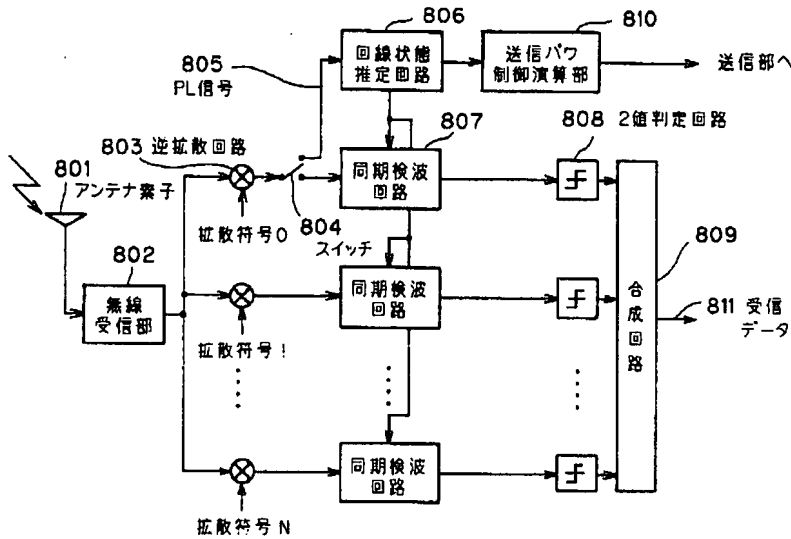 806
810
805
PL信号
回線状態
推定回路
送信パワ
制御演算部
送信部へ
807
808 2値判定回路
803 逆拡散回路
801
アンテナ素子
同期検波
回路
804
スイッチ
拡散符号0
809
802
無線
受信部
同期検波
回路
合成回路
811 受信
データ
拡散符号1
同期検波
回路
拡散符号N